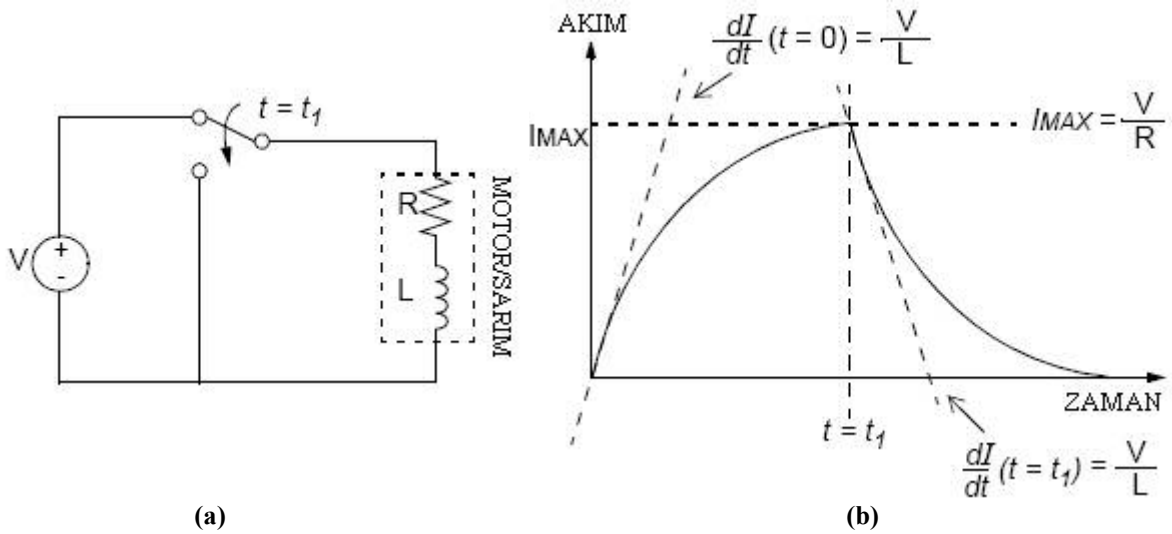 t = t₁
V
+
-
R
L
MOTOR/SARIM
(a)
AKIM
dI/dt (t = 0) = V/L
IMAX
IMAX = V/R
ZAMAN
t = t₁
dI/dt (t = t₁) = V/L
(b)